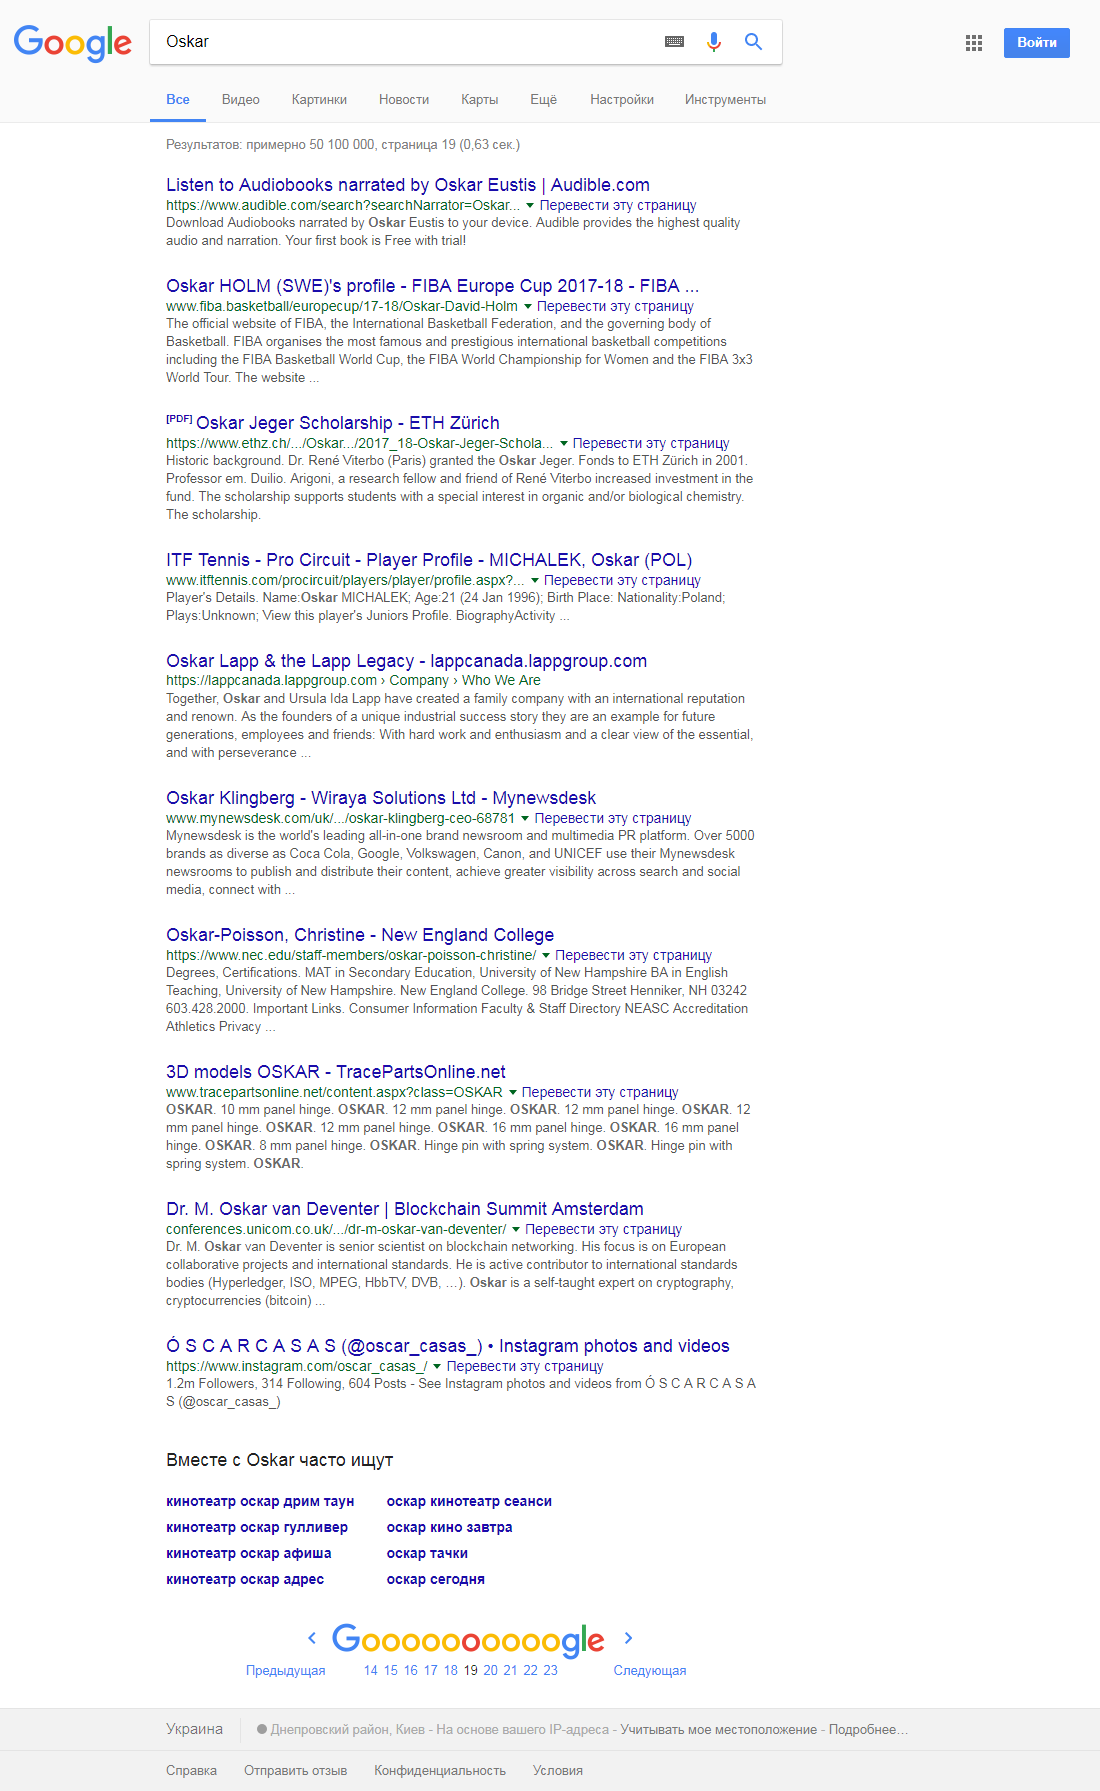 Google
Oskar
Войти
Все Видео Картинки Новости Карты Ещё Настройки Инструменты
Результатов: примерно 50 100 000, страница 19 (0,63 сек.)
Listen to Audiobooks narrated by Oskar Eustis | Audible.com
https://www.audible.com/search?searchNarrator=Oskar... Перевести эту страницу
Download Audiobooks narrated by Oskar Eustis to your device. Audible provides the highest quality
audio and narration. Your first book is Free with trial!
Oskar HOLM (SWE)'s profile - FIBA Europe Cup 2017-18 - FIBA ...
www.fiba.basketball/europecup/17-18/Oskar-David-Holm Перевести эту страницу
The official website of FIBA, the International Basketball Federation, and the governing body of
Basketball. FIBA organises the most famous and prestigious international basketball competitions
including the FIBA Basketball World Cup, the FIBA World Championship for Women and the FIBA 3x3
World Tour. The website ...
[PDF] Oskar Jeger Scholarship - ETH Zürich
https://www.ethz.ch/.../Oskar.../2017_18-Oskar-Jeger-Schola... Перевести эту страницу
Historic background. Dr. René Viterbo (Paris) granted the Oskar Jeger. Fonds to ETH Zürich in 2001.
Professor em. Duilio. Arigoni, a research fellow and friend of René Viterbo increased investment in the
fund. The scholarship supports students with a special interest in organic and/or biological chemistry.
The scholarship.
ITF Tennis - Pro Circuit - Player Profile - MICHALEK, Oskar (POL)
www.itftennis.com/procircuit/players/player/profile.aspx?... Перевести эту страницу
Player's Details. Name:Oskar MICHALEK; Age:21 (24 Jan 1996); Birth Place: Nationality:Poland;
Plays:Unknown; View this player's Juniors Profile. BiographyActivity ...
Oskar Lapp & the Lapp Legacy - lappcanada.lappgroup.com
https://lappcanada.lappgroup.com › Company › Who We Are
Together, Oskar and Ursula Ida Lapp have created a family company with an international reputation
and renown. As the founders of a unique industrial success story they are an example for future
generations, employees and friends: With hard work and enthusiasm and a clear view of the essential,
and with perseverance ...
Oskar Klingberg - Wiraya Solutions Ltd - Mynewsdesk
www.mynewsdesk.com/uk/.../oskar-klingberg-ceo-68781 Перевести эту страницу
Mynewsdesk is the world's leading all-in-one brand newsroom and multimedia PR platform. Over 5000
brands as diverse as Coca Cola, Google, Volkswagen, Canon, and UNICEF use their Mynewsdesk
newsrooms to publish and distribute their content, achieve greater visibility across search and social
media, connect with ...
Oskar-Poisson, Christine - New England College
https://www.nec.edu/staff-members/oskar-poisson-christine/ Перевести эту страницу
Degrees, Certifications. MAT in Secondary Education, University of New Hampshire BA in English
Teaching, University of New Hampshire. New England College. 98 Bridge Street Henniker, NH 03242
603.428.2000. Important Links. Consumer Information Faculty & Staff Directory NEASC Accreditation
Athletics Privacy ...
3D models OSKAR - TracePartsOnline.net
www.tracepartsonline.net/content.aspx?class=OSKAR Перевести эту страницу
OSKAR. 10 mm panel hinge. OSKAR. 12 mm panel hinge. OSKAR. 12 mm panel hinge. OSKAR. 12
mm panel hinge. OSKAR. 12 mm panel hinge. OSKAR. 16 mm panel hinge. OSKAR. 16 mm panel
hinge. OSKAR. 8 mm panel hinge. OSKAR. Hinge pin with spring system. OSKAR. Hinge pin with
spring system. OSKAR.
Dr. M. Oskar van Deventer | Blockchain Summit Amsterdam
conferences.unicom.co.uk/.../dr-m-oskar-van-deventer/ Перевести эту страницу
Dr. M. Oskar van Deventer is senior scientist on blockchain networking. His focus is on European
collaborative projects and international standards. He is active contributor to international standards
bodies (Hyperledger, ISO, MPEG, HbbTV, DVB, …). Oskar is a self-taught expert on cryptography,
cryptocurrencies (bitcoin) ...
Ó S C A R C A S A S (@oscar_casas_) • Instagram photos and videos
https://www.instagram.com/oscar_casas_/ Перевести эту страницу
1.2m Followers, 314 Following, 604 Posts - See Instagram photos and videos from Ó S C A R C A S A
S (@oscar_casas_)
Вместе с Oskar часто ищут
кинотеатр оскар дрим таун оскар кинотеатр сеанси
кинотеатр оскар гулливер оскар кино завтра
кинотеатр оскар афиша оскар тачки
кинотеатр оскар адрес оскар сегодня
Goooooooooogle
Предыдущая 14 15 16 17 18 19 20 21 22 23 Следующая
Украина Днепровский район, Киев - На основе вашего IP-адреса - Учитывать мое местоположение - Подробнее…
Справка Отправить отзыв Конфиденциальность Условия